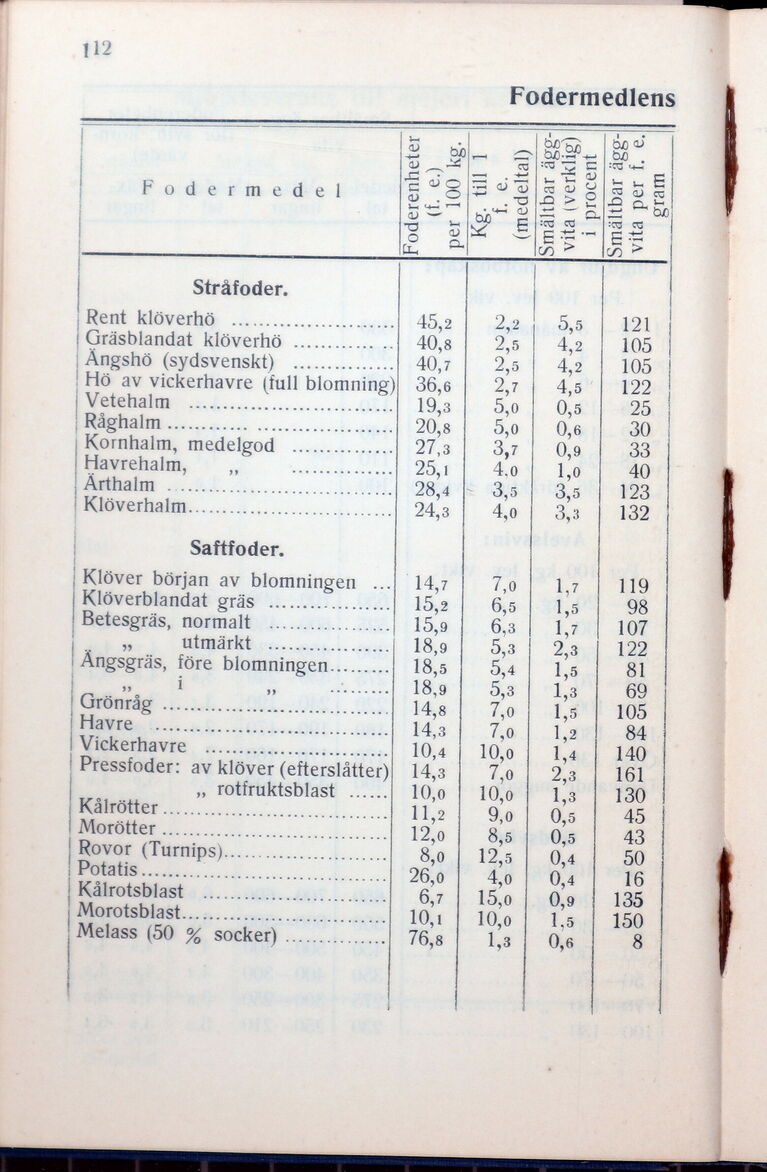 112
Fodermedlens
Fodermedel
Foderenheter
(f. e.)
per 100 kg.
Kg. till 1
f. e.
(medeltal)
Smältbar ägg-
vita (verklig)
i procent
Smältbar ägg-
vita per f. e.
gram
Stråfoder.
Rent klöverhö ........................ 45,2 2,2 5,5 121
Gräsblandat klöverhö ............... 40,8 2,5 4,2 105
Ängshö (sydsvenskt) ............... 40,7 2,5 4,2 105
Hö av vickerhavre (full blomning) 36,6 2,7 4,5 122
Vetehalm .............................. 19,3 5,0 0,5 25
Råghalm ................................. 20,8 5,0 0,6 30
Kornhalm, medelgod ............... 27,3 3,7 0,9 33
Havrehalm, „ ............... 25,1 4,0 1,0 40
Ärthalm ................................. 28,4 3,5 3,5 123
Klöverhalm.............................. 24,3 4,0 3,3 132
Saftfoder.
Klöver början av blomningen ... 14,7 7,0 1,7 119
Klöverblandat gräs .................. 15,2 6,5 1,5 98
Betesgräs, normalt .................. 15,9 6,3 1,7 107
„ utmärkt .................. 18,9 5,3 2,3 122
Ängsgräs, före blomningen......... 18,5 5,4 1,5 81
„ i „ ......... 18,9 5,3 1,3 69
Grönråg ................................. 14,8 7,0 1,5 105
Havre .................................... 14,3 7,0 1,2 84
Vickerhavre ........................... 10,4 10,0 1,4 140
Pressfoder: av klöver (efterslåtter) 14,3 7,0 2,3 161
„ rotfruktsblast ...... 10,0 10,0 1,3 130
Kålrötter................................. 11,2 9,0 0,5 45
Morötter ................................. 12,0 8,5 0,5 43
Rovor (Turnips)........................ 8,0 12,5 0,4 50
Potatis .................................... 26,0 4,0 0,4 16
Kålrotsblast ........................... 6,7 15,0 0,9 135
Morotsblast.............................. 10,1 10,0 1,5 150
Melass (50 % socker) ............... 76,8 1,3 0,6 8